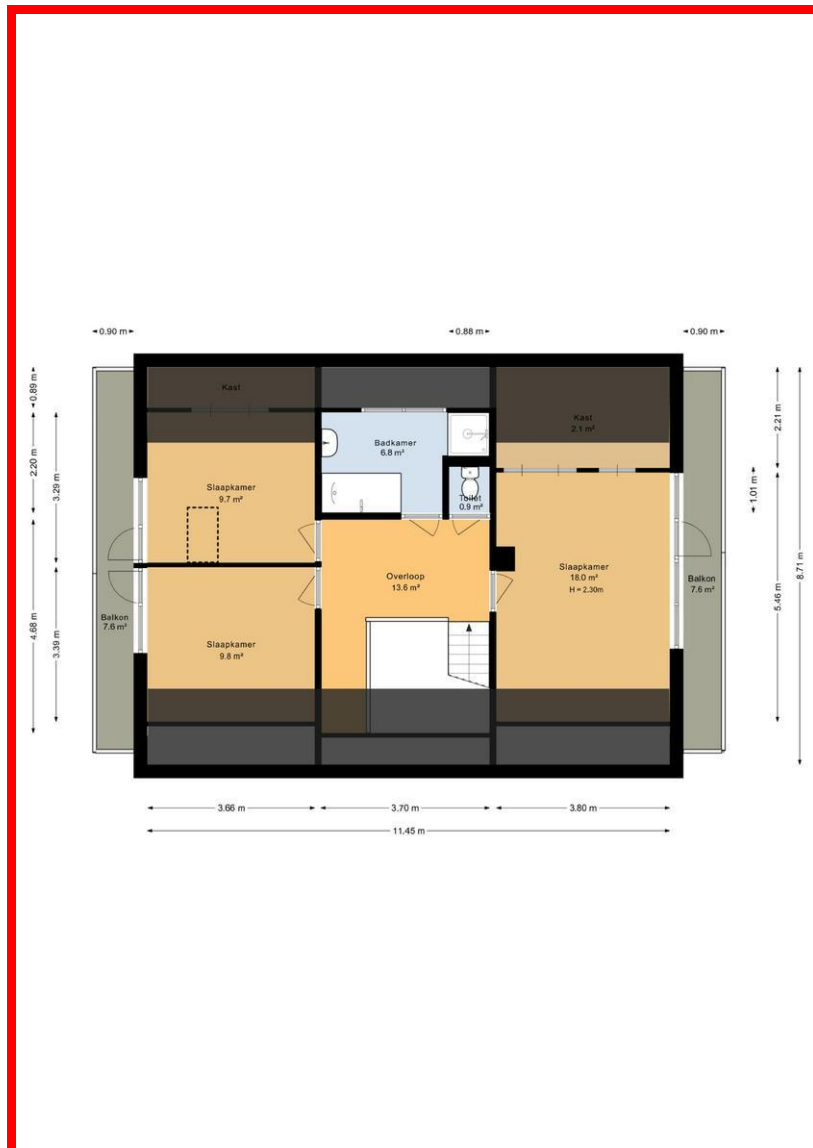 0.90 m
0.88 m
0.90 m
0.89 m
2.20 m
3.29 m
4.68 m
3.39 m
Kast
Slaapkamer
9.7 m²
Badkamer
6.8 m²
Toilet
0.9 m²
Kast
2.1 m²
Overloop
13.6 m²
Slaapkamer
18.0 m²
H = 2.30m
Balkon
7.6 m²
Slaapkamer
9.8 m²
Balkon
7.6 m²
2.21 m
1.01 m
5.46 m
8.71 m
3.66 m
3.70 m
3.80 m
11.45 m